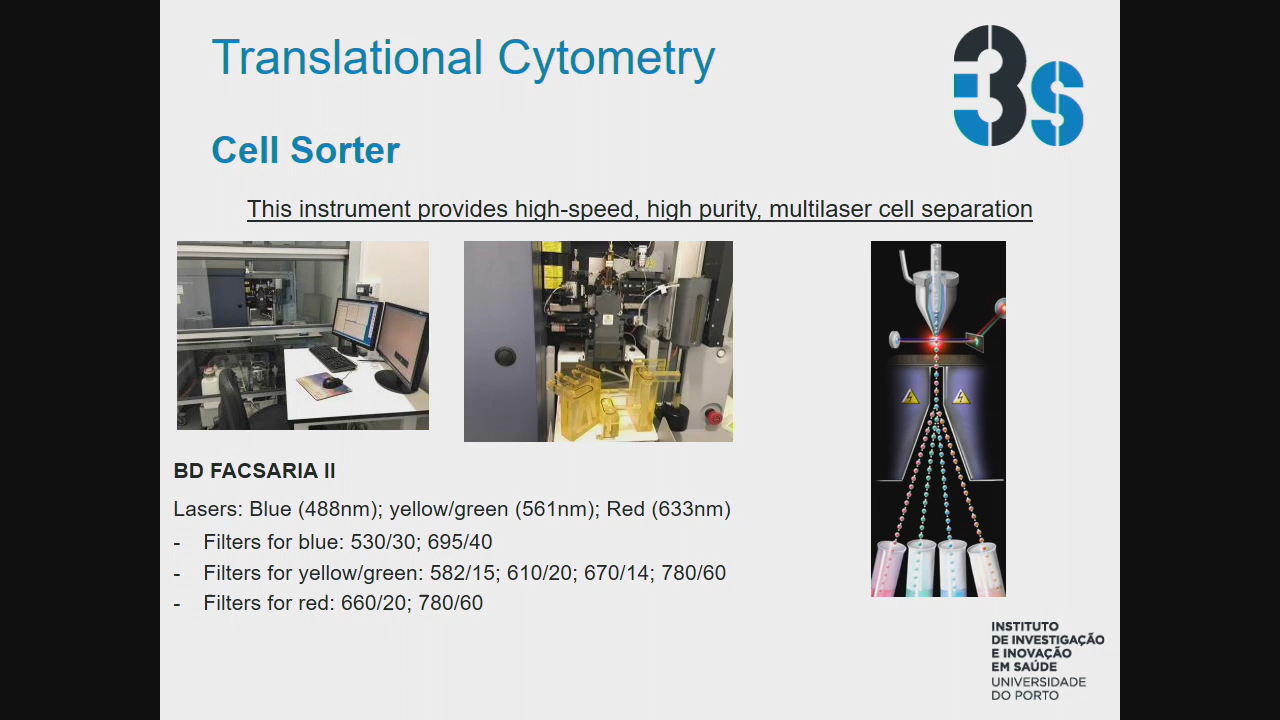 Translational Cytometry
i3s
Cell Sorter
This instrument provides high-speed, high purity, multilaser cell separation
BD FACSARIA II
Lasers: Blue (488nm); yellow/green (561nm); Red (633nm)
- Filters for blue: 530/30; 695/40
- Filters for yellow/green: 582/15; 610/20; 670/14; 780/60
- Filters for red: 660/20; 780/60
INSTITUTO
DE INVESTIGAÇÃO
E INOVAÇÃO
EM SAÚDE
UNIVERSIDADE
DO PORTO